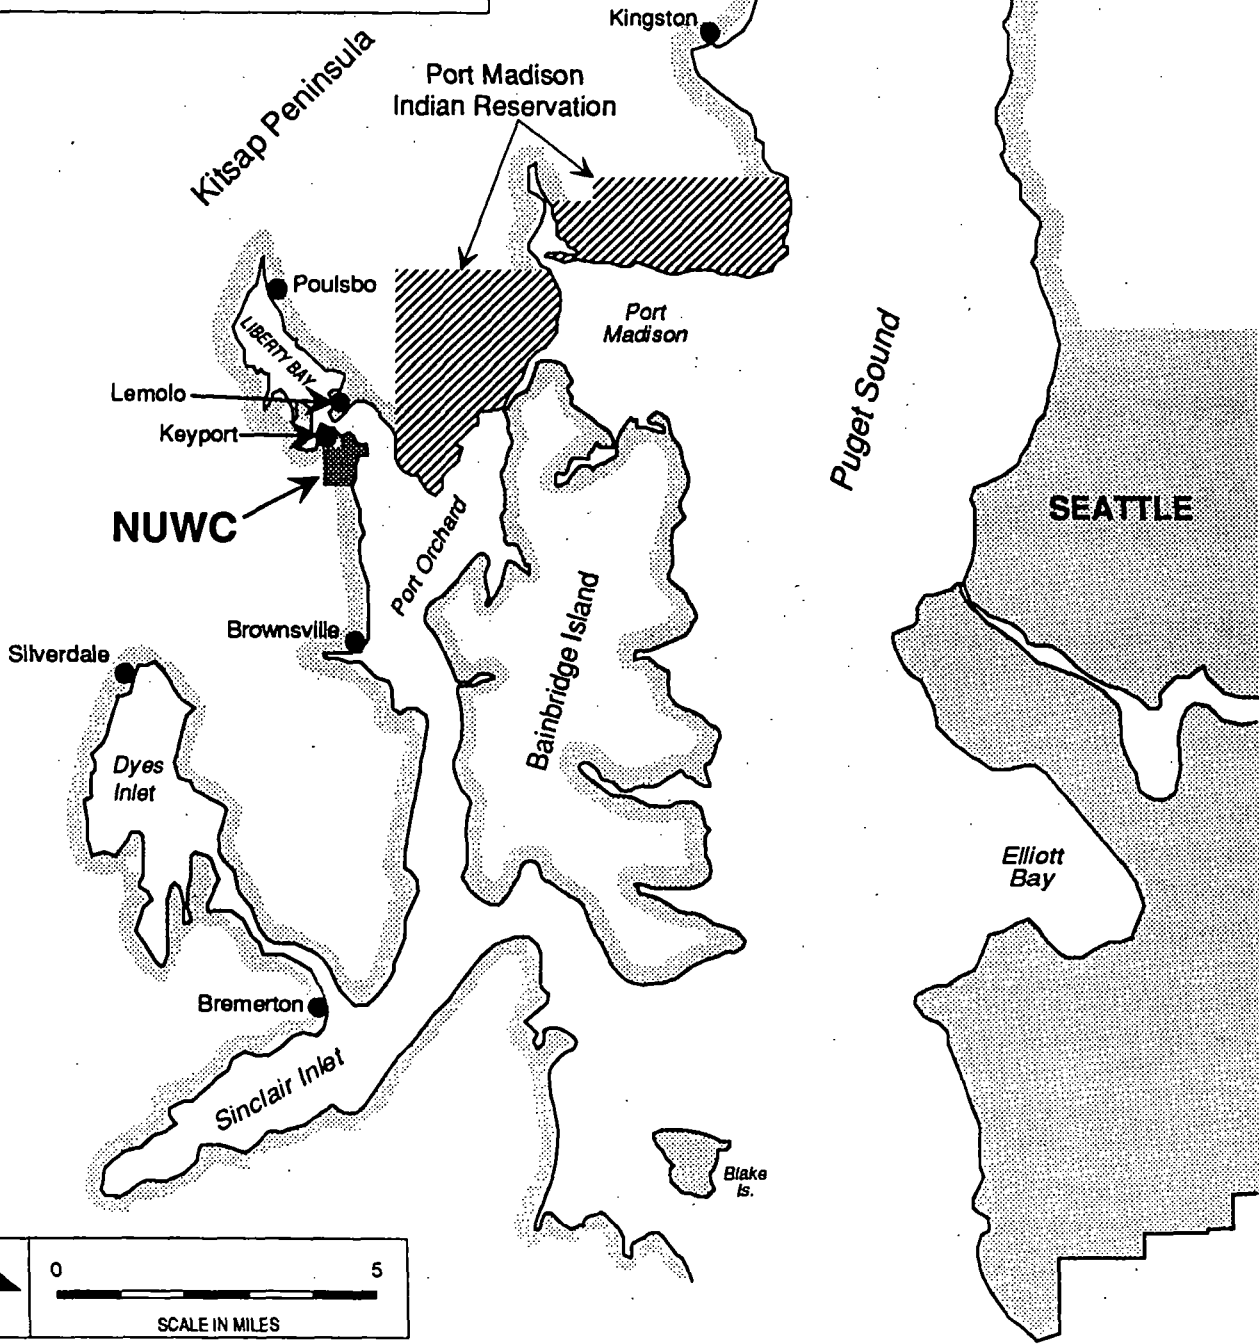 Kingston
Kitsap Peninsula
Port Madison
Indian Reservation
Poulsbo
LIBERTY BAY
Port
Madison
Lemolo
Keyport
Puget Sound
NUWC
SEATTLE
Port Orchard
Brownsville
Bainbridge Island
Silverdale
Dyes
Inlet
Elliott
Bay
Bremerton
Sinclair Inlet
Blake
Is.
0 5
SCALE IN MILES